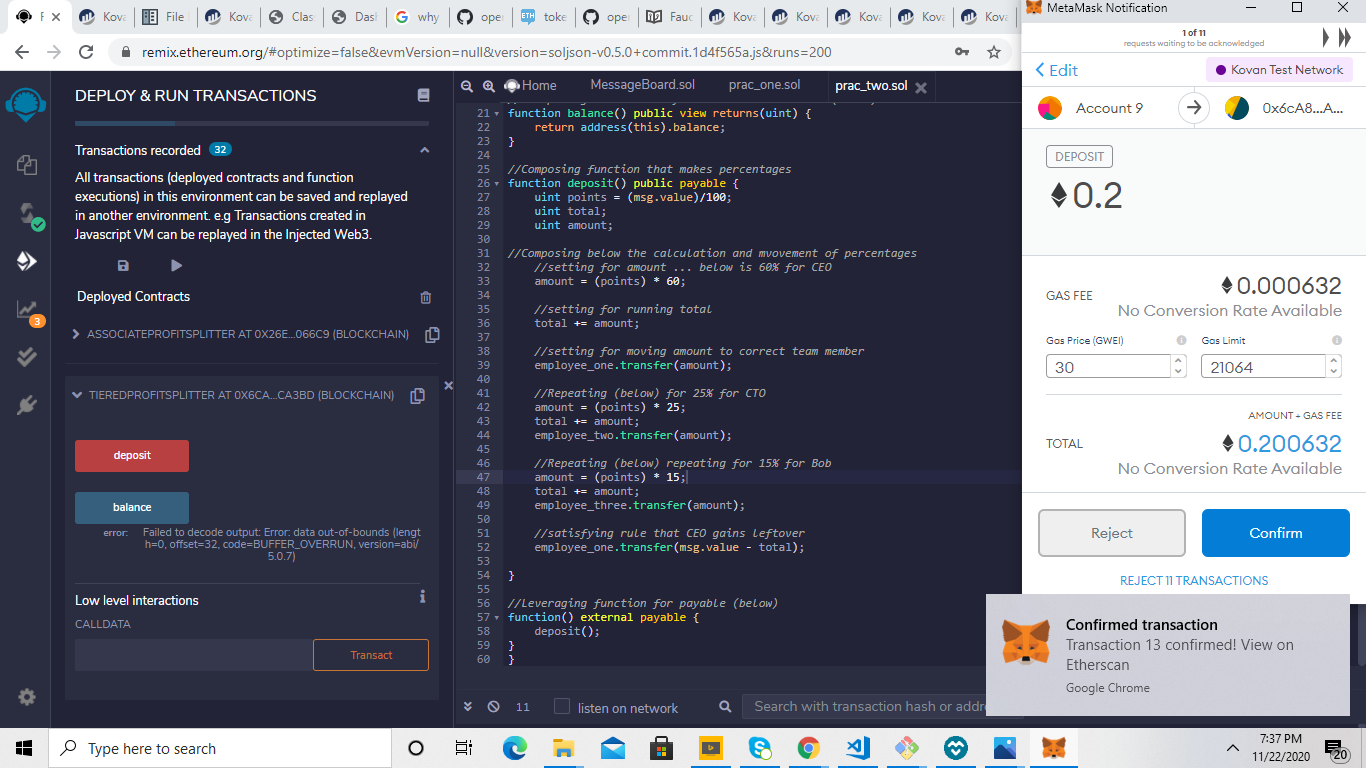 F
Kova
File
Kova
Clas
Dash
why
oper
toke
oper
Fauc
Kova
Kova
Kova
Kova
Kova
remix.ethereum.org/#optimize=false&evmVersion=null&version=soljson-v0.5.0+commit.1d4f565a.js&runs=200
DEPLOY & RUN TRANSACTIONS
Transactions recorded 32
All transactions (deployed contracts and function
executions) in this environment can be saved and replayed
in another environment. e.g Transactions created in
Javascript VM can be replayed in the Injected Web3.
Deployed Contracts
ASSOCIATEPROFITSPLITTER AT 0X26E...066C9 (BLOCKCHAIN)
TIEREDPROFITSPLITTER AT 0X6CA...CA3BD (BLOCKCHAIN)
deposit
balance
error: Failed to decode output: Error: data out-of-bounds (lengt
h=0, offset=32, code=BUFFER_OVERRUN, version=abi/
5.0.7)
Low level interactions
CALLDATA
Transact
3
Home MessageBoard.sol prac_one.sol prac_two.sol
21 function balance() public view returns(uint) {
22 return address(this).balance;
23 }
24
25 //Composing function that makes percentages
26 function deposit() public payable {
27 uint points = (msg.value)/100;
28 uint total;
29 uint amount;
30
31 //Composing below the calculation and mvovement of percentages
32 //setting for amount ... below is 60% for CEO
33 amount = (points) * 60;
34
35 //setting for running total
36 total += amount;
37
38 //setting for moving amount to correct team member
39 employee_one.transfer(amount);
40
41 //Repeating (below) for 25% for CTO
42 amount = (points) * 25;
43 total += amount;
44 employee_two.transfer(amount);
45
46 //Repeating (below) repeating for 15% for Bob
47 amount = (points) * 15;
48 total += amount;
49 employee_three.transfer(amount);
50
51 //satisfying rule that CEO gains leftover
52 employee_one.transfer(msg.value - total);
53
54 }
55
56 //Leveraging function for payable (below)
57 function() external payable {
58 deposit();
59 }
60 }
11 listen on network Search with transaction hash or addre
MetaMask Notification
1 of 11
requests waiting to be acknowledged
Edit
Kovan Test Network
Account 9
0x6cA8...A...
DEPOSIT
0.2
GAS FEE 0.000632
No Conversion Rate Available
Gas Price (GWEI) Gas Limit
30 21064
AMOUNT + GAS FEE
TOTAL 0.200632
No Conversion Rate Available
Reject Confirm
REJECT 11 TRANSACTIONS
Confirmed transaction
Transaction 13 confirmed! View on
Etherscan
Google Chrome
Type here to search
7:37 PM
11/22/2020
20